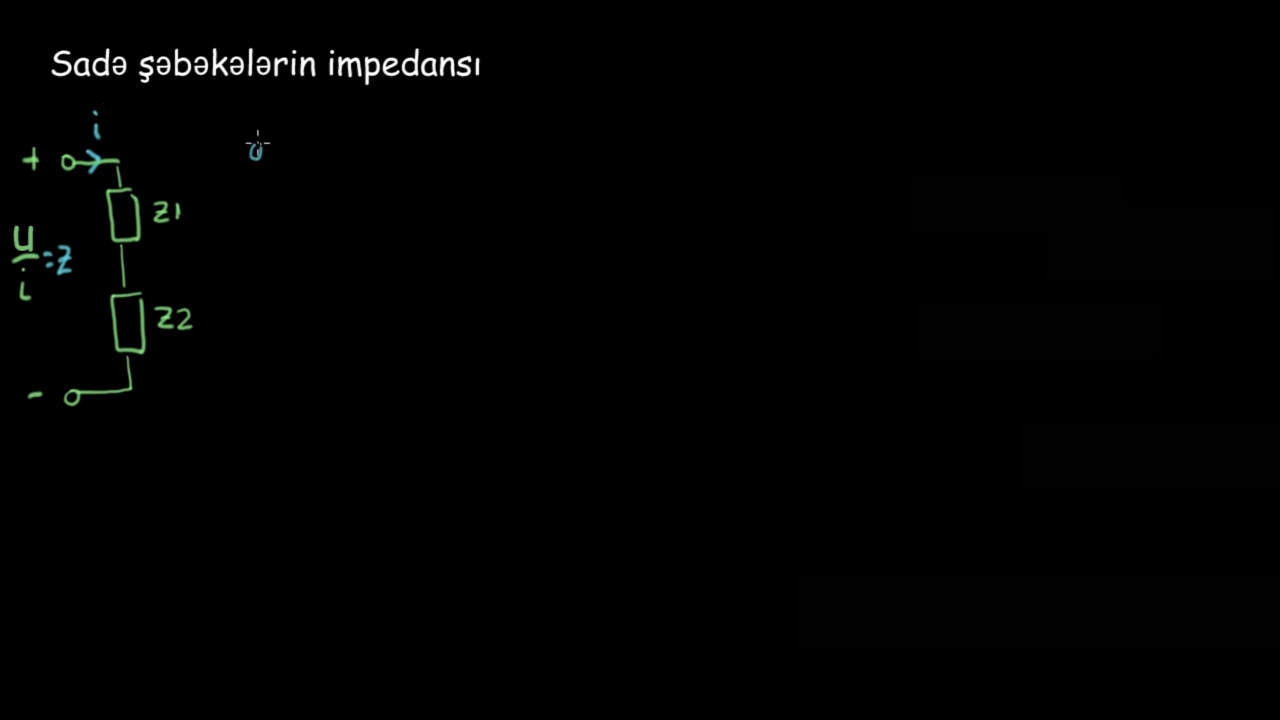 Sadə şəbəkələrin impedansı
i
+
Z1
u/i = Z
Z2
-